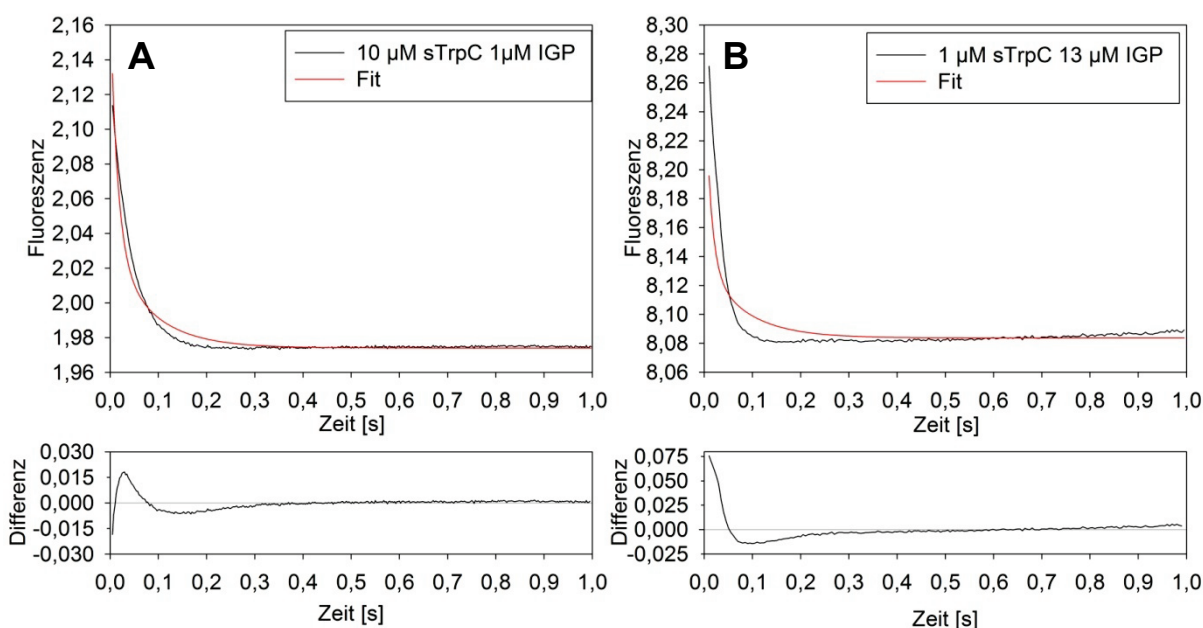 A
10 µM sTrpC 1µM IGP
Fit
Fluoreszenz
2,16
2,14
2,12
2,10
2,08
2,06
2,04
2,02
2,00
1,98
1,96
0,0 0,1 0,2 0,3 0,4 0,5 0,6 0,7 0,8 0,9 1,0
Zeit [s]
Differenz
0,030
0,015
0,000
-0,015
-0,030
0,0 0,1 0,2 0,3 0,4 0,5 0,6 0,7 0,8 0,9 1,0
Zeit [s]
B
1 µM sTrpC 13 µM IGP
Fit
Fluoreszenz
8,30
8,28
8,26
8,24
8,22
8,20
8,18
8,16
8,14
8,12
8,10
8,08
8,06
0,0 0,1 0,2 0,3 0,4 0,5 0,6 0,7 0,8 0,9 1,0
Zeit [s]
Differenz
0,075
0,050
0,025
0,000
-0,025
0,0 0,1 0,2 0,3 0,4 0,5 0,6 0,7 0,8 0,9 1,0
Zeit [s]